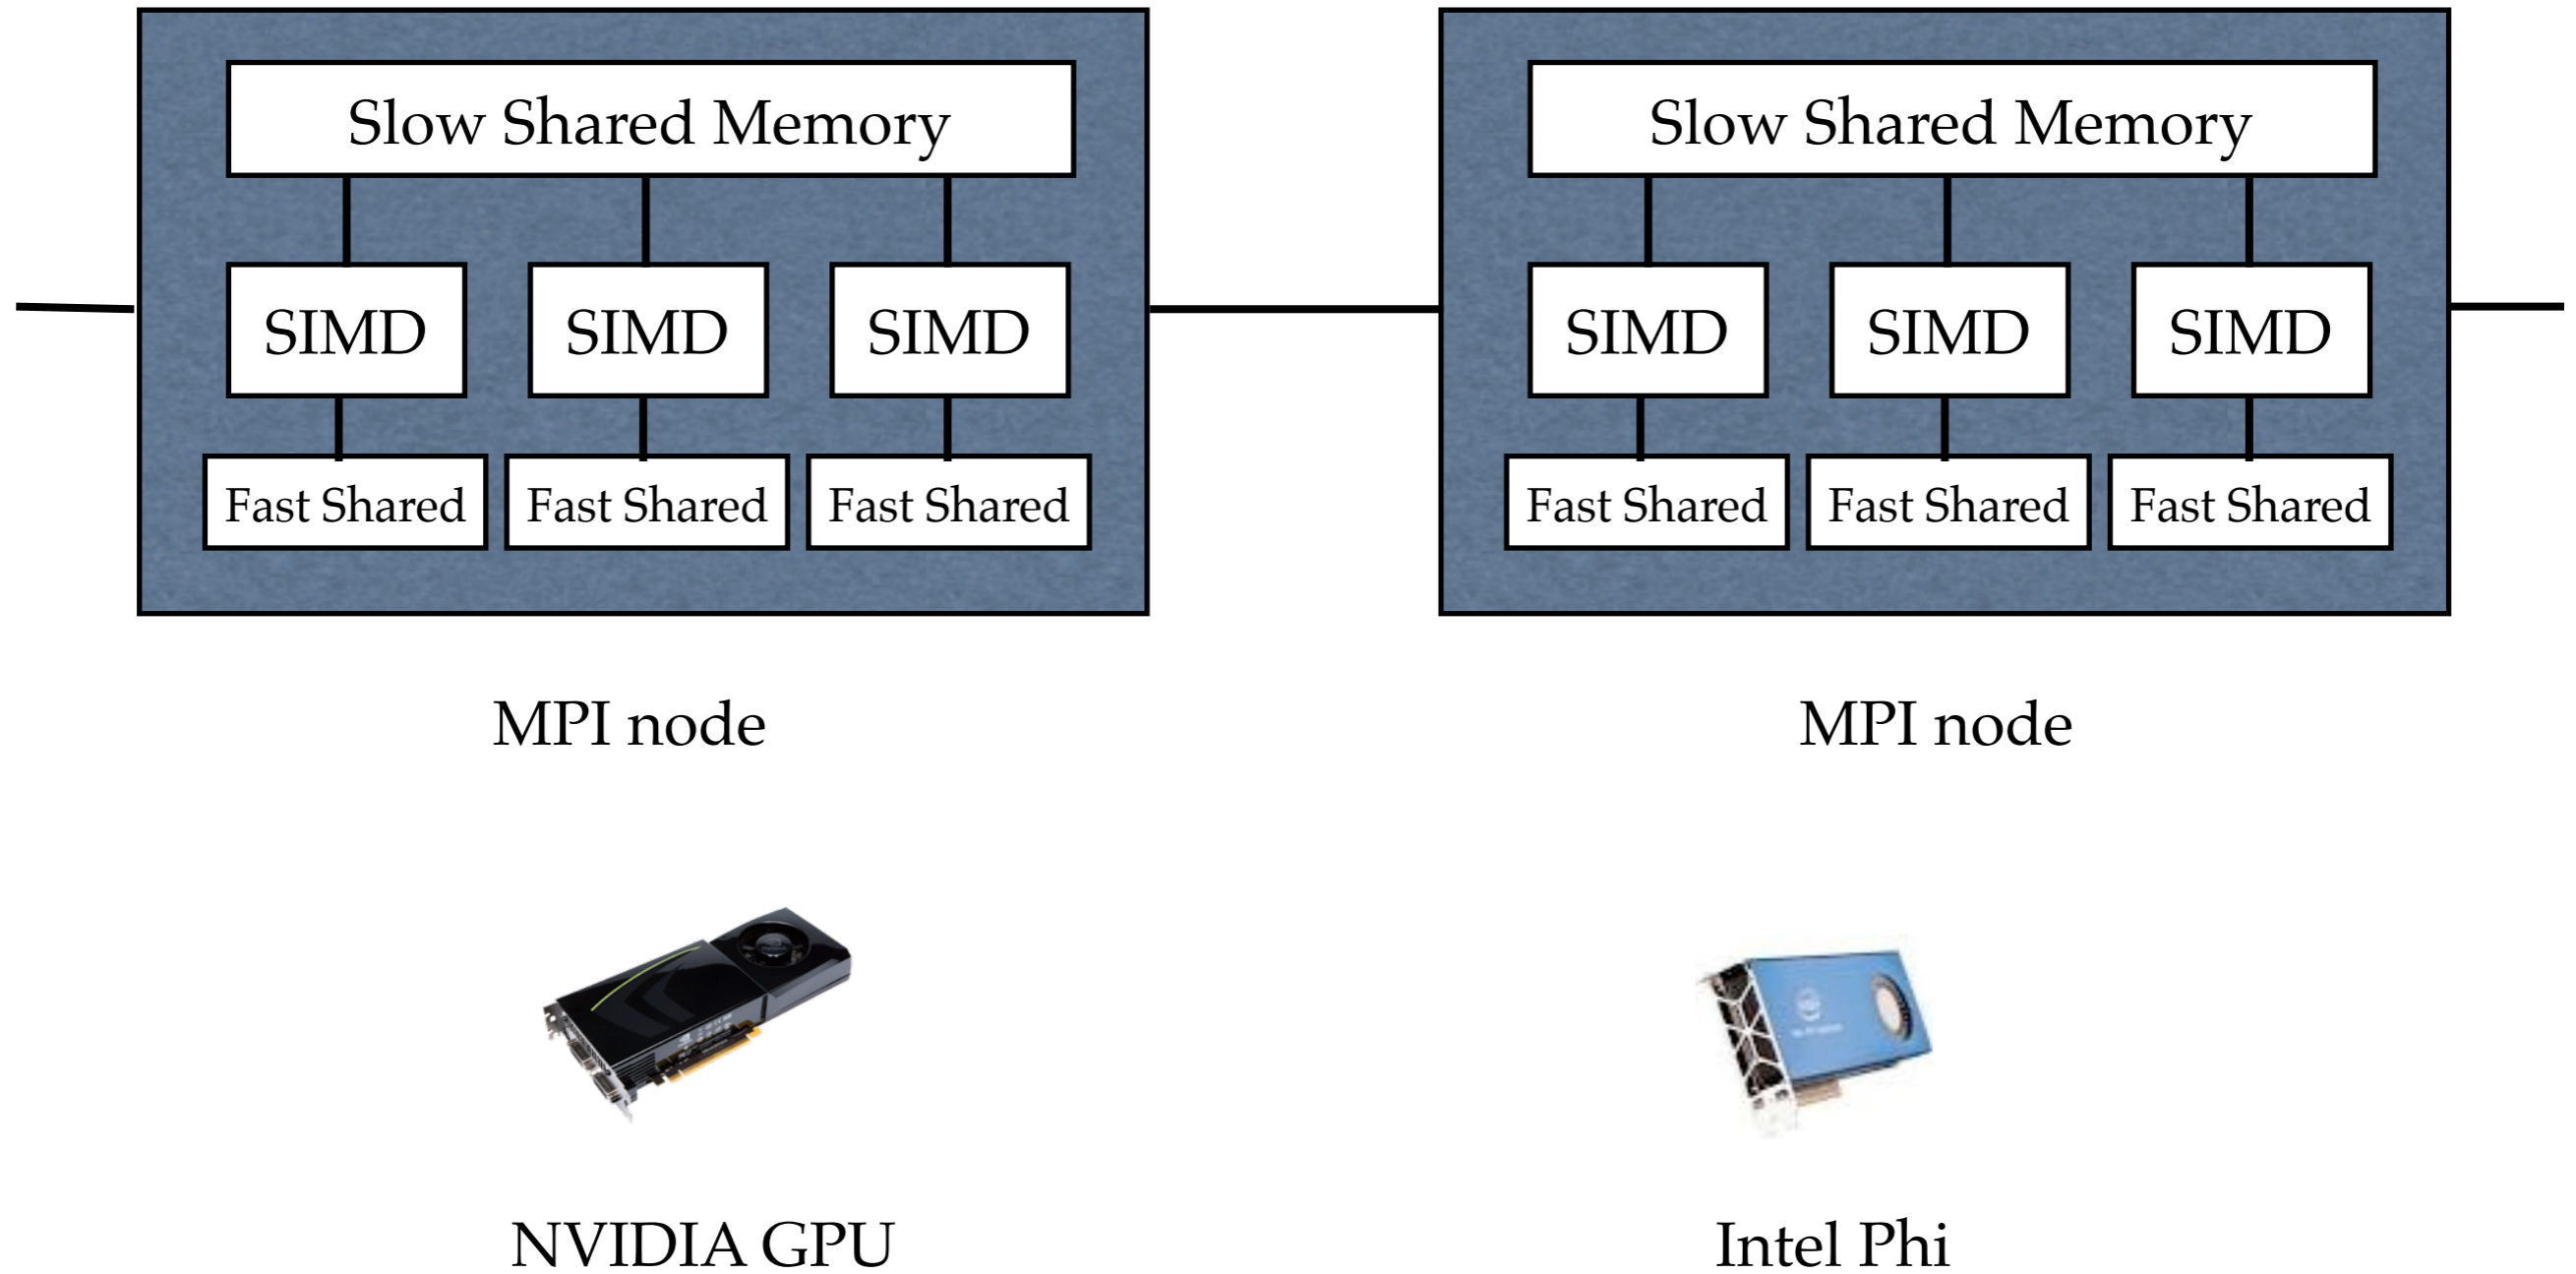 Slow Shared Memory
Slow Shared Memory
SIMD SIMD SIMD
SIMD SIMD SIMD
Fast Shared Fast Shared Fast Shared
Fast Shared Fast Shared Fast Shared
MPI node
MPI node
NVIDIA GPU
Intel Phi